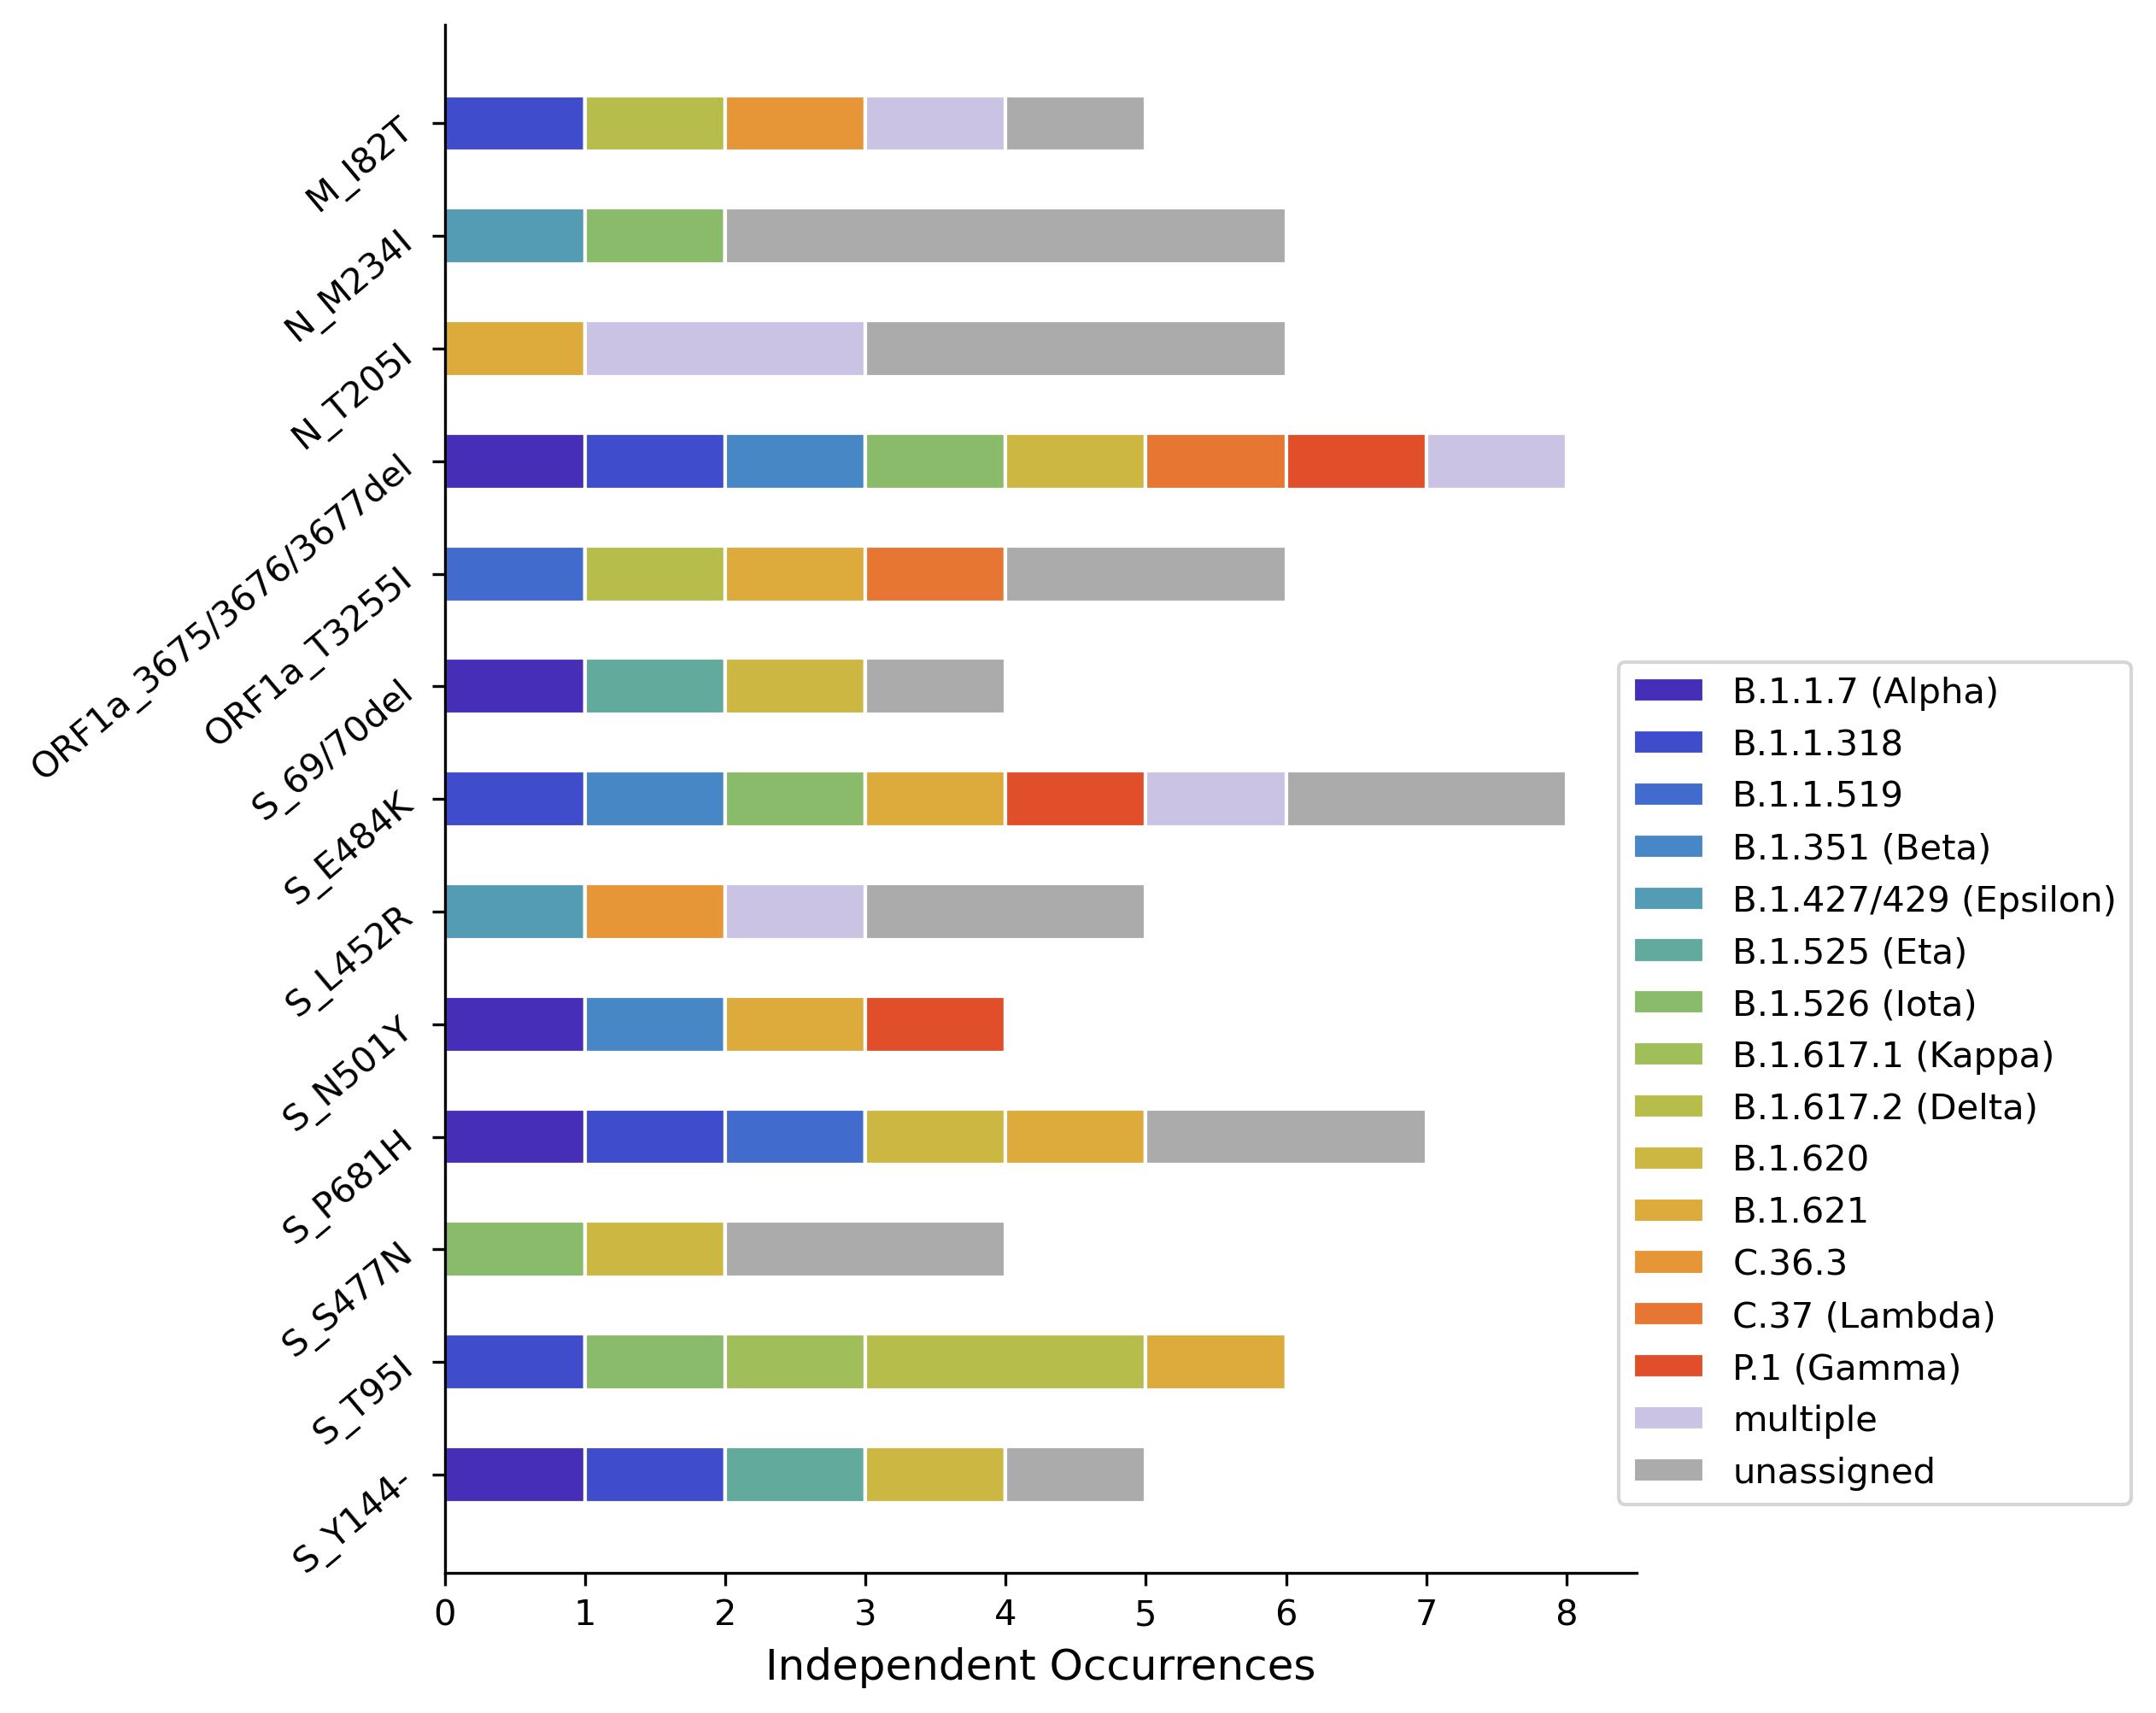 M_I82T
N_M234I
N_T205I
ORF1a_3675/3676/3677del
ORF1a_T3255I
S_69/70del
S_E484K
S_L452R
S_N501Y
S_P681H
S_S477N
S_T95I
S_Y144-
0 1 2 3 4 5 6 7 8
Independent Occurrences
B.1.1.7 (Alpha)
B.1.1.318
B.1.1.519
B.1.351 (Beta)
B.1.427/429 (Epsilon)
B.1.525 (Eta)
B.1.526 (Iota)
B.1.617.1 (Kappa)
B.1.617.2 (Delta)
B.1.620
B.1.621
C.36.3
C.37 (Lambda)
P.1 (Gamma)
multiple
unassigned